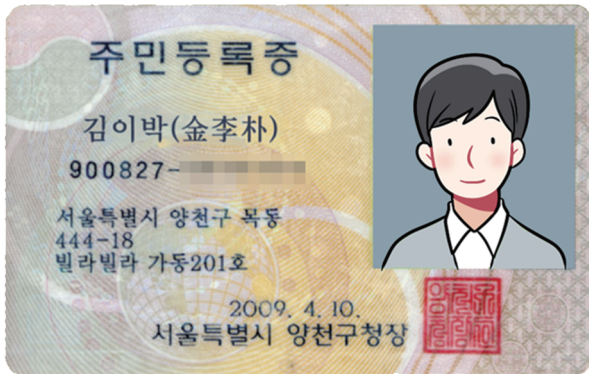 주민등록증
김이박(金李朴)
900827-
서울특별시 양천구 목동
444-18
빌라빌라 가동201호
2009. 4. 10.
서울특별시 양천구청장